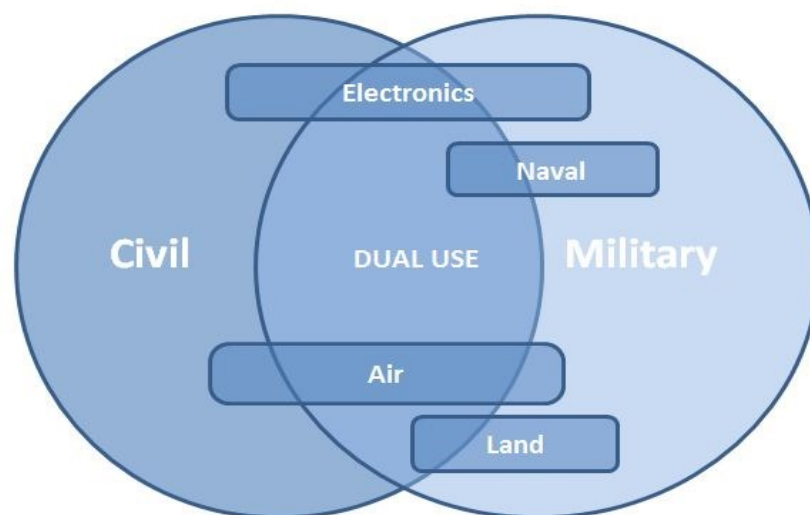 Electronics
Naval
Civil
DUAL USE
Military
Air
Land